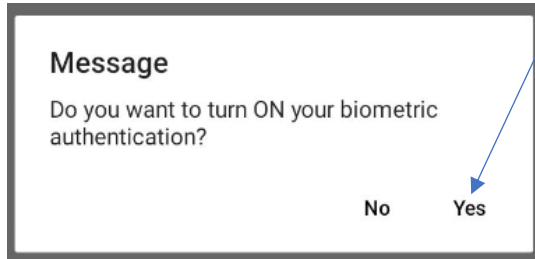 Message
Do you want to turn ON your biometric
authentication?
No Yes